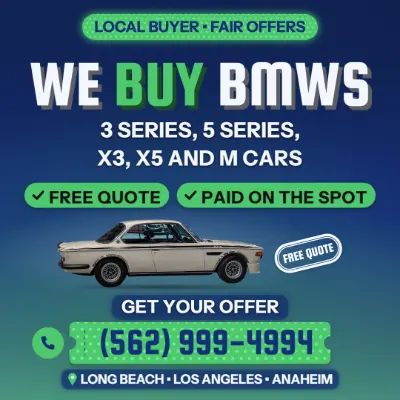 LOCAL BUYER • FAIR OFFERS
WE BUY BMWS
3 SERIES, 5 SERIES,
X3, X5 AND M CARS
FREE QUOTE
PAID ON THE SPOT
FREE QUOTE
GET YOUR OFFER
(562) 999-4994
LONG BEACH • LOS ANGELES • ANAHEIM